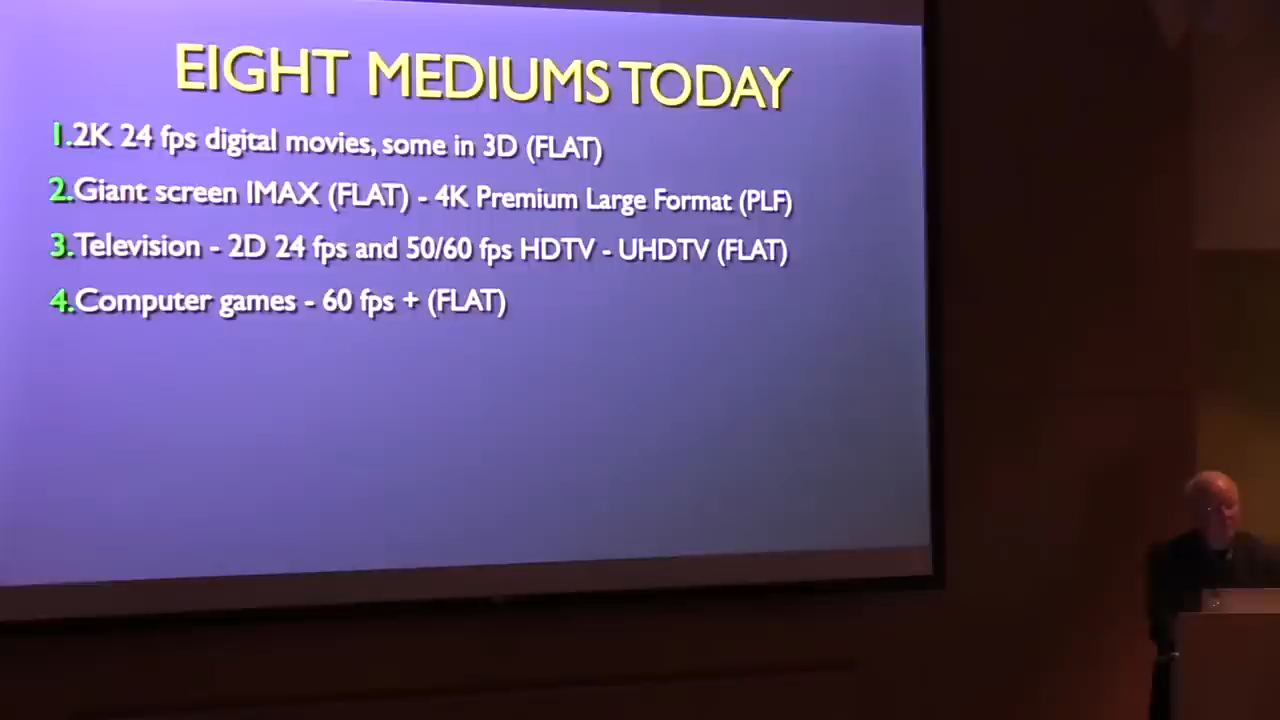 EIGHT MEDIUMS TODAY
1.2K 24 fps digital movies, some in 3D (FLAT)
2.Giant screen IMAX (FLAT) - 4K Premium Large Format (PLF)
3.Television - 2D 24 fps and 50/60 fps HDTV - UHDTV (FLAT)
4.Computer games - 60 fps + (FLAT)